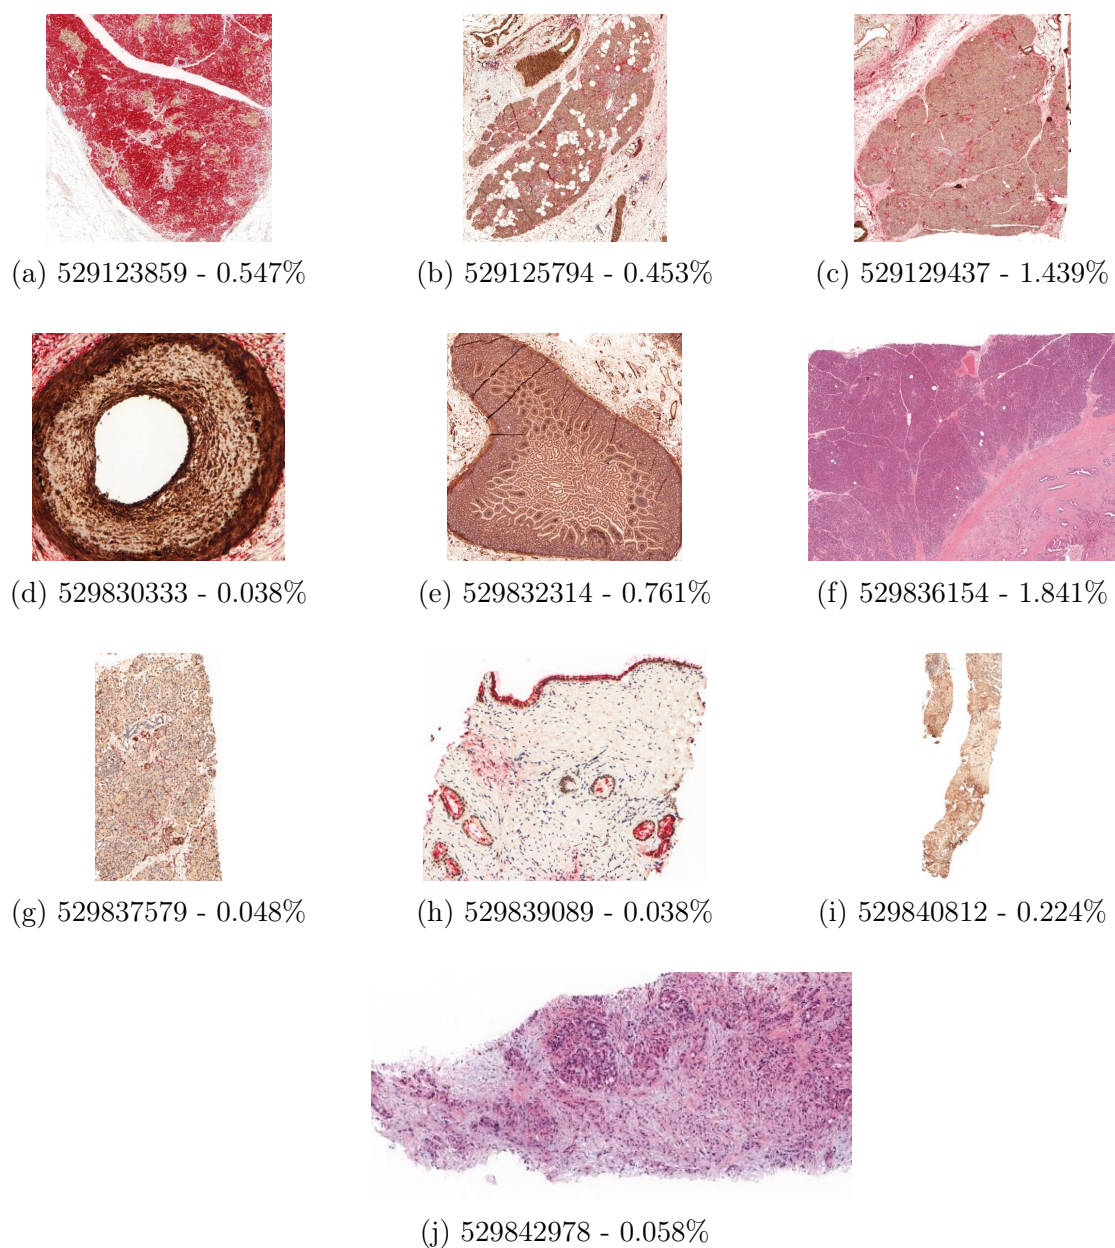 (a) 529123859 - 0.547%
(b) 529125794 - 0.453%
(c) 529129437 - 1.439%
(d) 529830333 - 0.038%
(e) 529832314 - 0.761%
(f) 529836154 - 1.841%
(g) 529837579 - 0.048%
(h) 529839089 - 0.038%
(i) 529840812 - 0.224%
(j) 529842978 - 0.058%